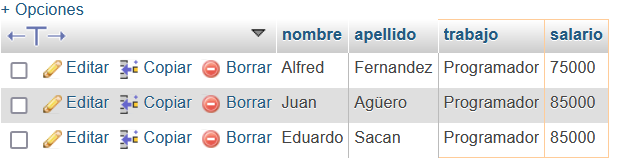 + Opciones
←T→ nombre apellido trabajo salario
Editar Copiar Borrar Alfred Fernandez Programador 75000
Editar Copiar Borrar Juan Agüero Programador 85000
Editar Copiar Borrar Eduardo Sacan Programador 85000